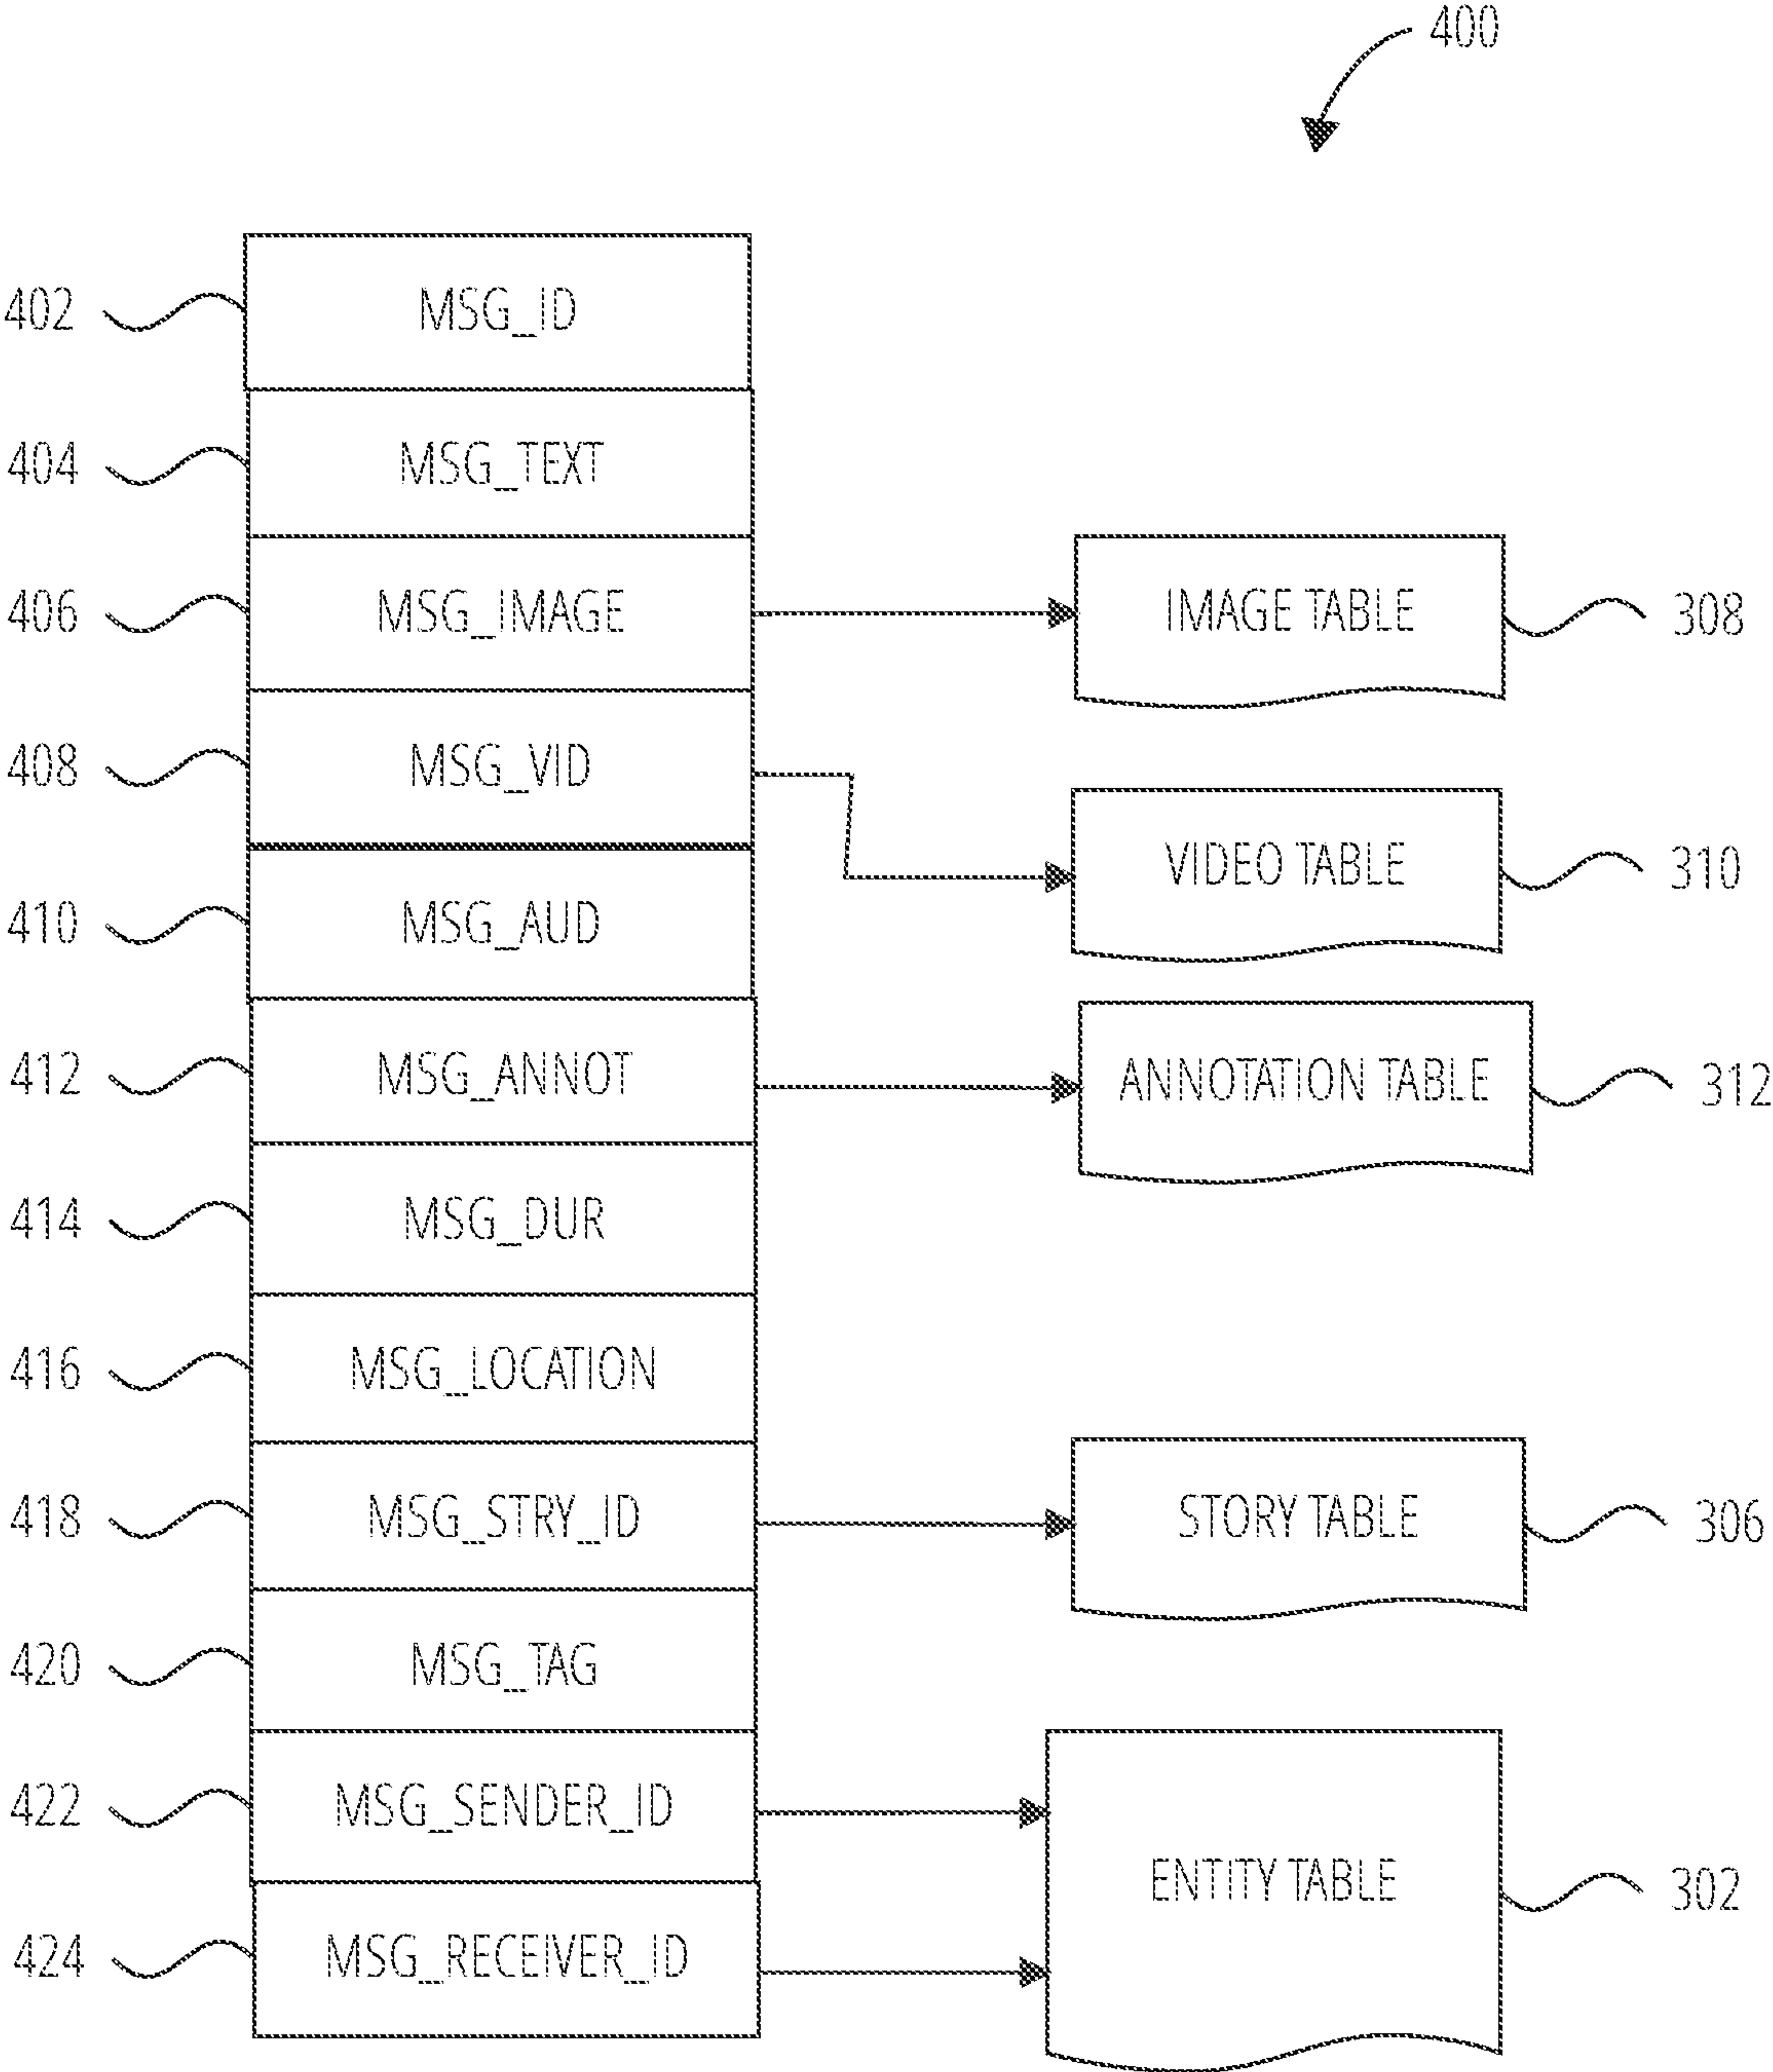 400
402 MSG_ID
404 MSG_TEXT
406 MSG_IMAGE IMAGE TABLE 308
408 MSG_VID
VIDEO TABLE 310
410 MSG_AUD
412 MSG_ANNOT ANNOTATION TABLE 312
414 MSG_DUR
416 MSG_LOCATION
418 MSG_STRY_ID STORY TABLE 306
420 MSG_TAG
422 MSG_SENDER_ID
ENTITY TABLE 302
424 MSG_RECEIVER_ID